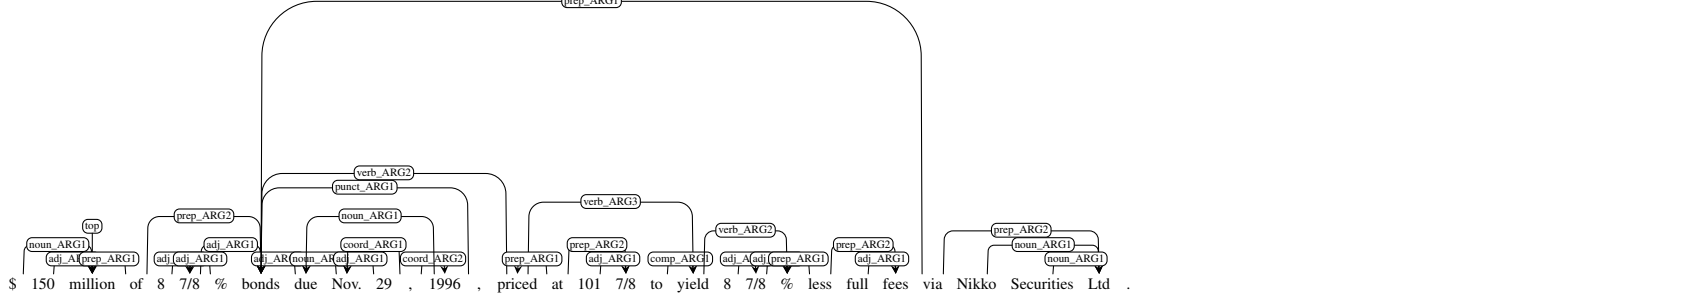 prep_ARG1
verb_ARG2
punct_ARG1
verb_ARG3
prep_ARG2 noun_ARG1
top verb_ARG2 prep_ARG2
noun_ARG1 adj_ARG1 coord_ARG1 prep_ARG2 prep_ARG2 noun_ARG1
prep_ARG1 adj_ARG1 adj_ARG1 coord_ARG2 prep_ARG1 adj_ARG1 comp_ARG1 prep_ARG1 adj_ARG1 noun_ARG1
$ 150 million of 8 7/8 % bonds due Nov. 29 , 1996 , priced at 101 7/8 to yield 8 7/8 % less full fees via Nikko Securities Ltd .